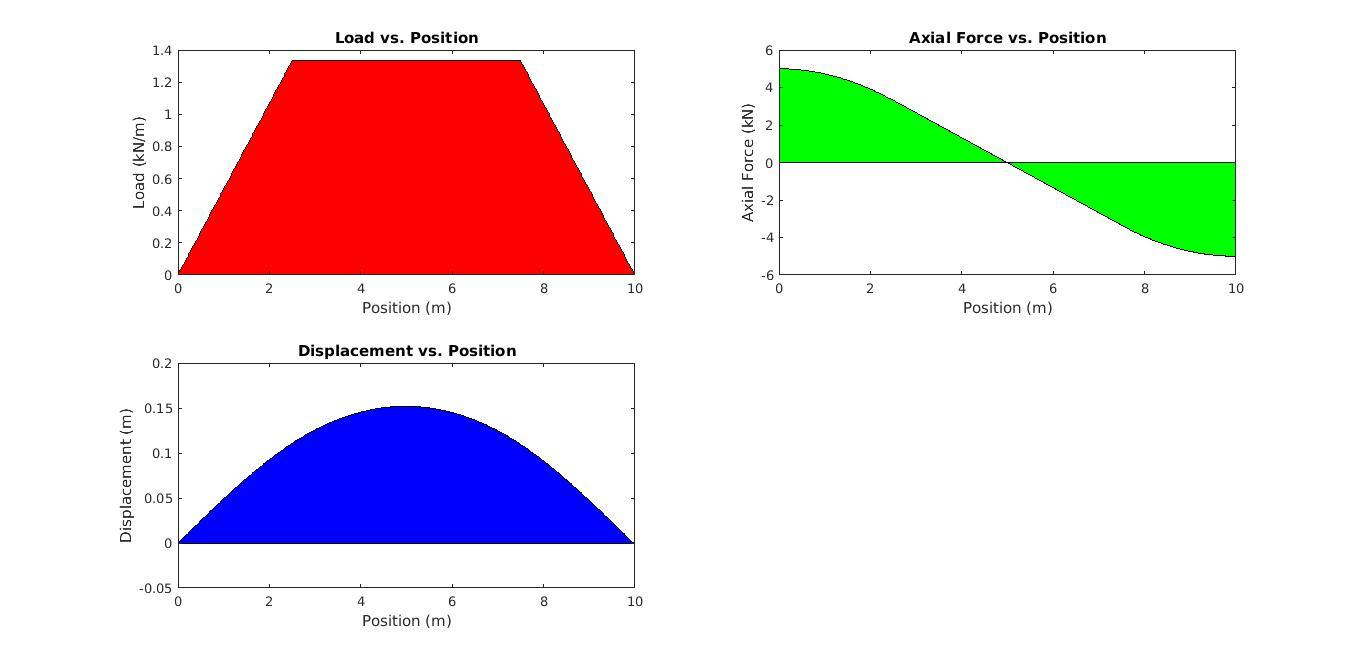 Load vs. Position
1.4
1.2
1
0.8
0.6
0.4
0.2
0
Load (kN/m)
0 2 4 6 8 10
Position (m)
Axial Force vs. Position
6
4
2
0
-2
-4
-6
Axial Force (kN)
0 2 4 6 8 10
Position (m)
Displacement vs. Position
0.2
0.15
0.1
0.05
0
-0.05
Displacement (m)
0 2 4 6 8 10
Position (m)